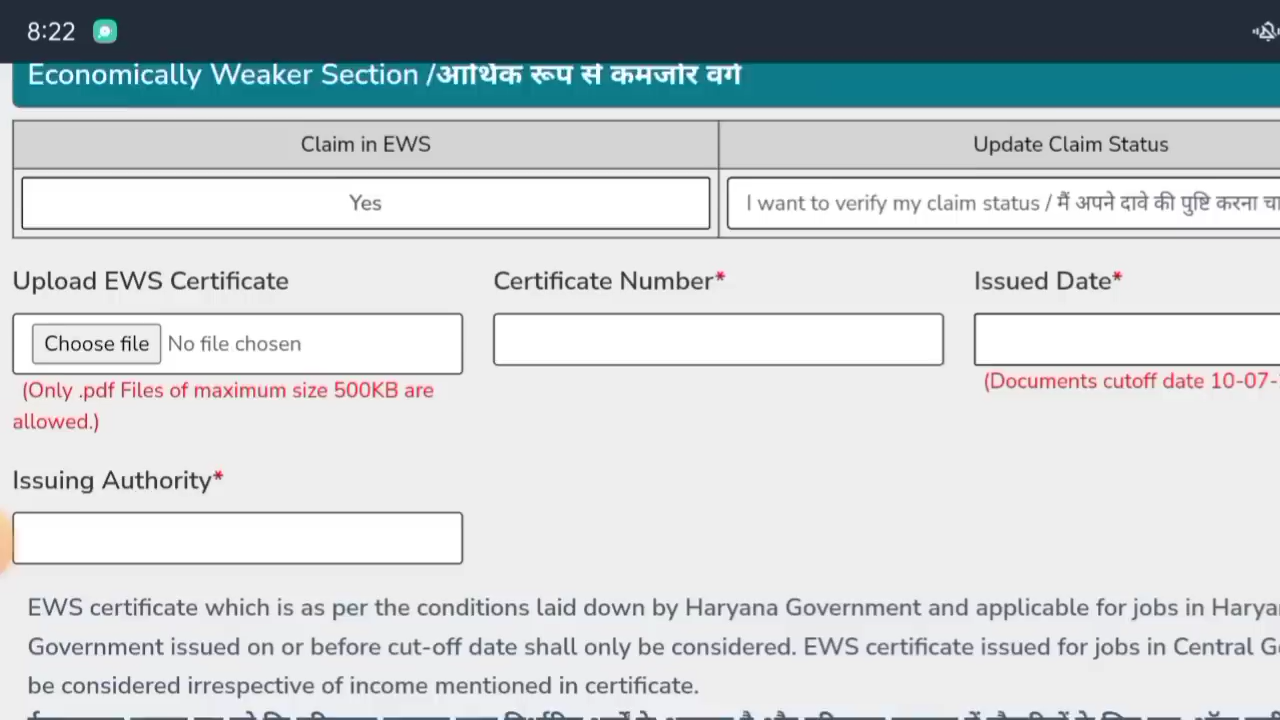 8:22
Economically Weaker Section /आर्थिक रूप से कमजोर वर्ग
Claim in EWS
Update Claim Status
Yes
I want to verify my claim status / मैं अपने दावे की पुष्टि करना
Upload EWS Certificate
Certificate Number*
Issued Date*
Choose file No file chosen
(Only .pdf Files of maximum size 500KB are
allowed.)
(Documents cutoff date 10-07-
Issuing Authority*
EWS certificate which is as per the conditions laid down by Haryana Government and applicable for jobs in
Government issued on or before cut-off date shall only be considered. EWS certificate issued for jobs in Central
be considered irrespective of income mentioned in certificate.